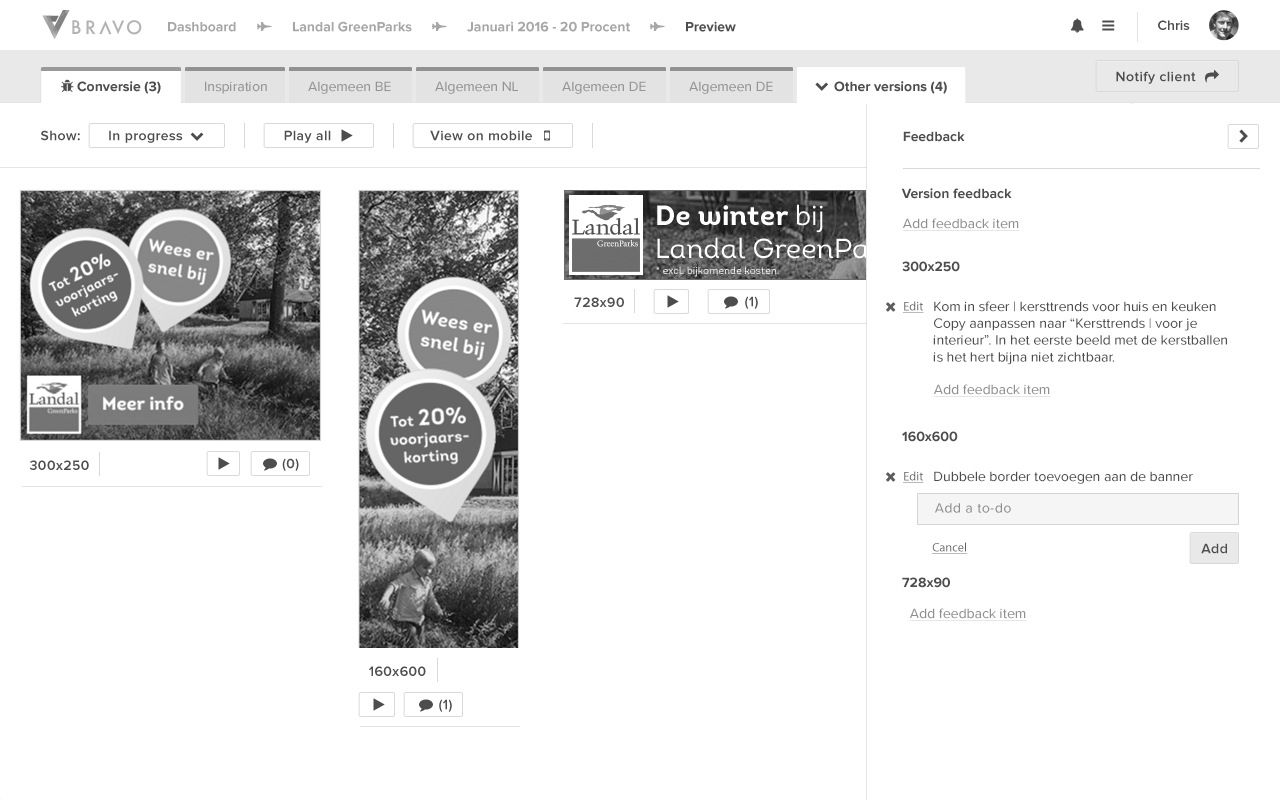 BRAVO
Dashboard
Landal GreenParks
Januari 2016 - 20 Procent
Preview
Chris
Conversie (3)
Inspiration
Algemeen BE
Algemeen NL
Algemeen DE
Algemeen DE
Other versions (4)
Notify client
Show:
In progress
Play all
View on mobile
Tot 20%
voorjaars-
korting
Wees er
snel bij
Landal
GreenParks
Meer info
300x250
(0)
Wees er
snel bij
Tot 20%
voorjaars-
korting
160x600
(1)
Landal
GreenParks
De winter bij
Landal GreenPa
* excl. bijkomende kosten.
728x90
(1)
Feedback
Version feedback
Add feedback item
300x250
Edit
Kom in sfeer | kersttrends voor huis en keuken
Copy aanpassen naar “Kersttrends | voor je
interieur”. In het eerste beeld met de kerstballen
is het hert bijna niet zichtbaar.
Add feedback item
160x600
Edit
Dubbele border toevoegen aan de banner
Add a to-do
Cancel
Add
728x90
Add feedback item